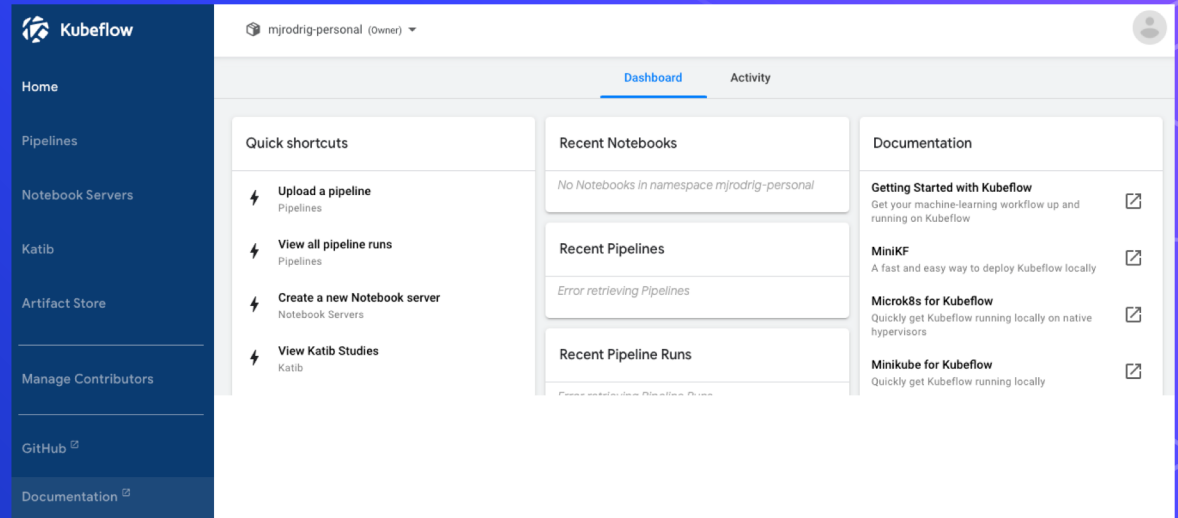 Kubeflow
Home
Pipelines
Notebook Servers
Katib
Artifact Store
Manage Contributors
GitHub
Documentation
mjrodrig-personal (Owner)
Dashboard
Activity
Quick shortcuts
Upload a pipeline
Pipelines
View all pipeline runs
Pipelines
Create a new Notebook server
Notebook Servers
View Katib Studies
Katib
Recent Notebooks
No Notebooks in namespace mjrodrig-personal
Recent Pipelines
Error retrieving Pipelines
Recent Pipeline Runs
Error retrieving Pipeline Runs
Documentation
Getting Started with Kubeflow
Get your machine-learning workflow up and
running on Kubeflow
MiniKF
A fast and easy way to deploy Kubeflow locally
Microk8s for Kubeflow
Quickly get Kubeflow running locally on native
hypervisors
Minikube for Kubeflow
Quickly get Kubeflow running locally